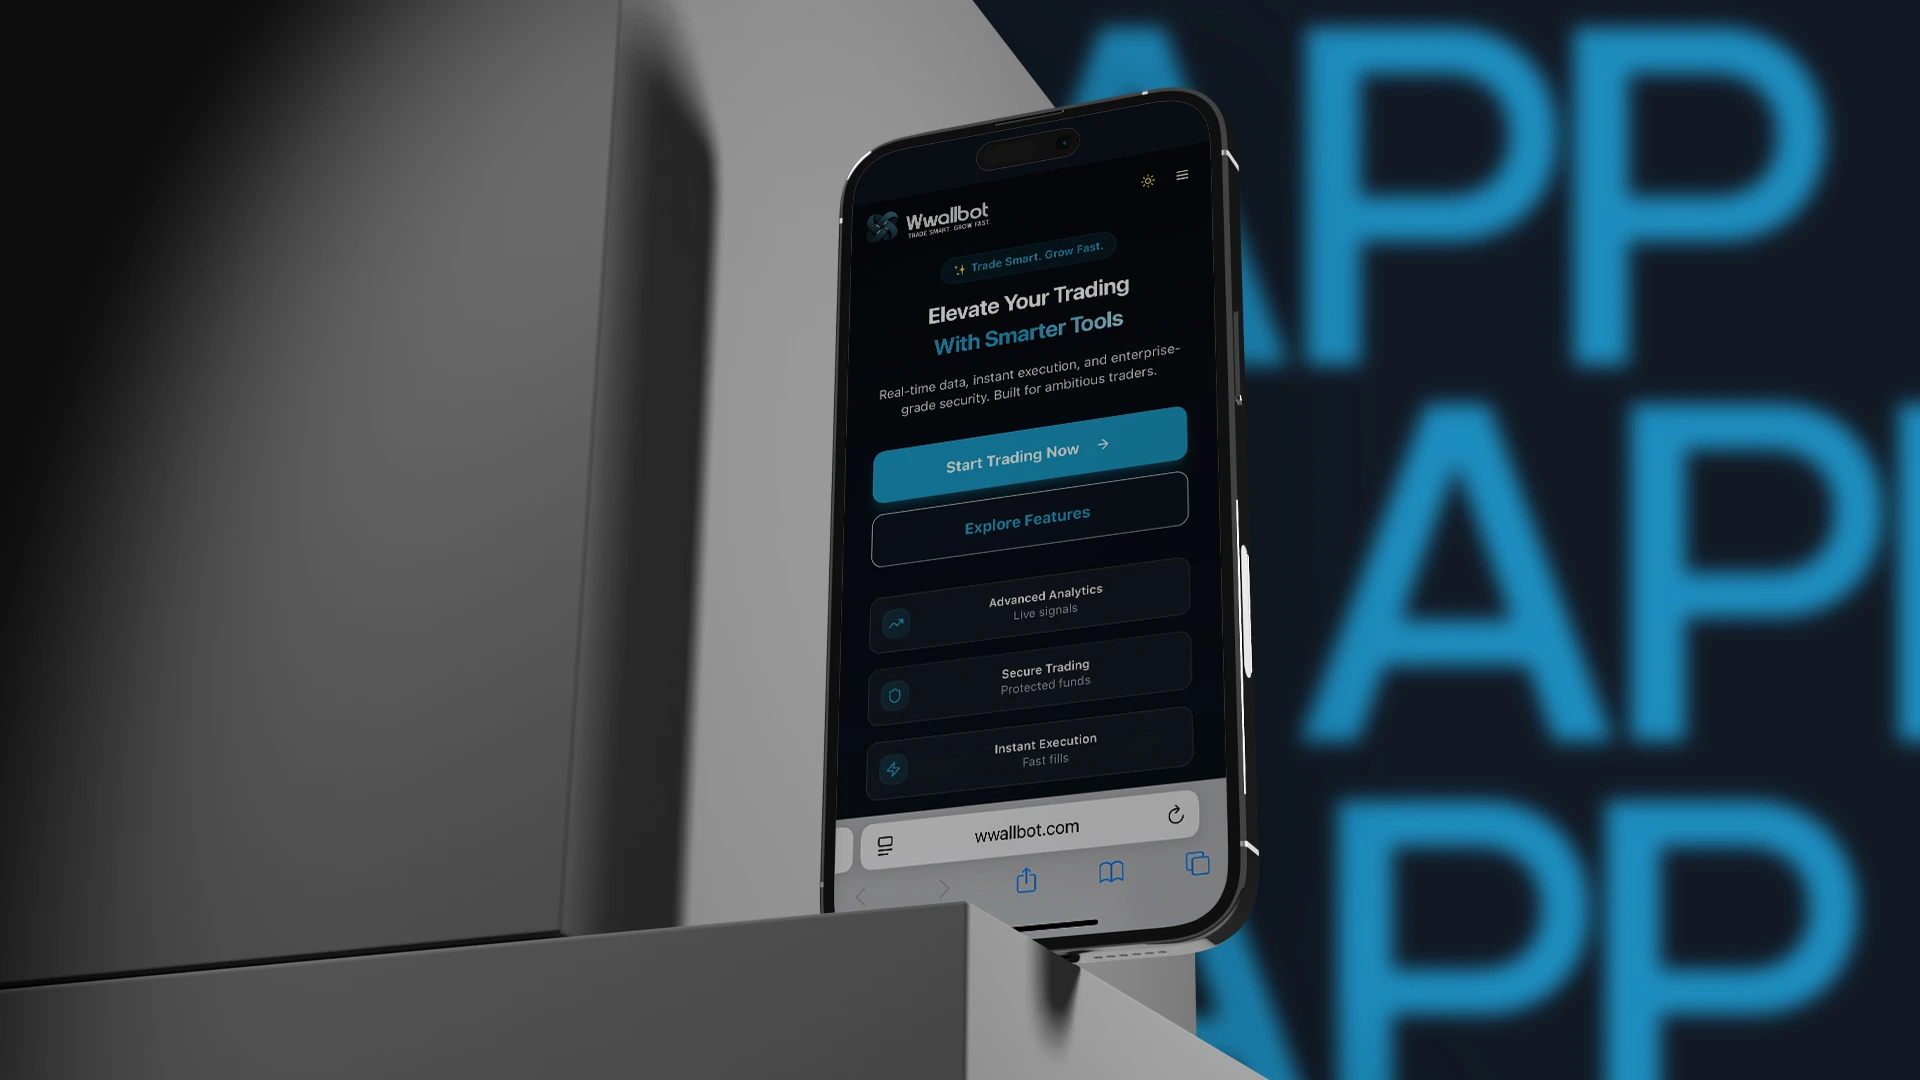 APP
Wwallbot
TRADE SMART. GROW FAST.
Trade Smart. Grow Fast.
Elevate Your Trading
With Smarter Tools
Real-time data, instant execution, and enterprise-
grade security. Built for ambitious traders.
Start Trading Now
Explore Features
APP
Advanced Analytics
Live signals
Secure Trading
Protected funds
Instant Execution
Fast fills
wwallbot.com
APP